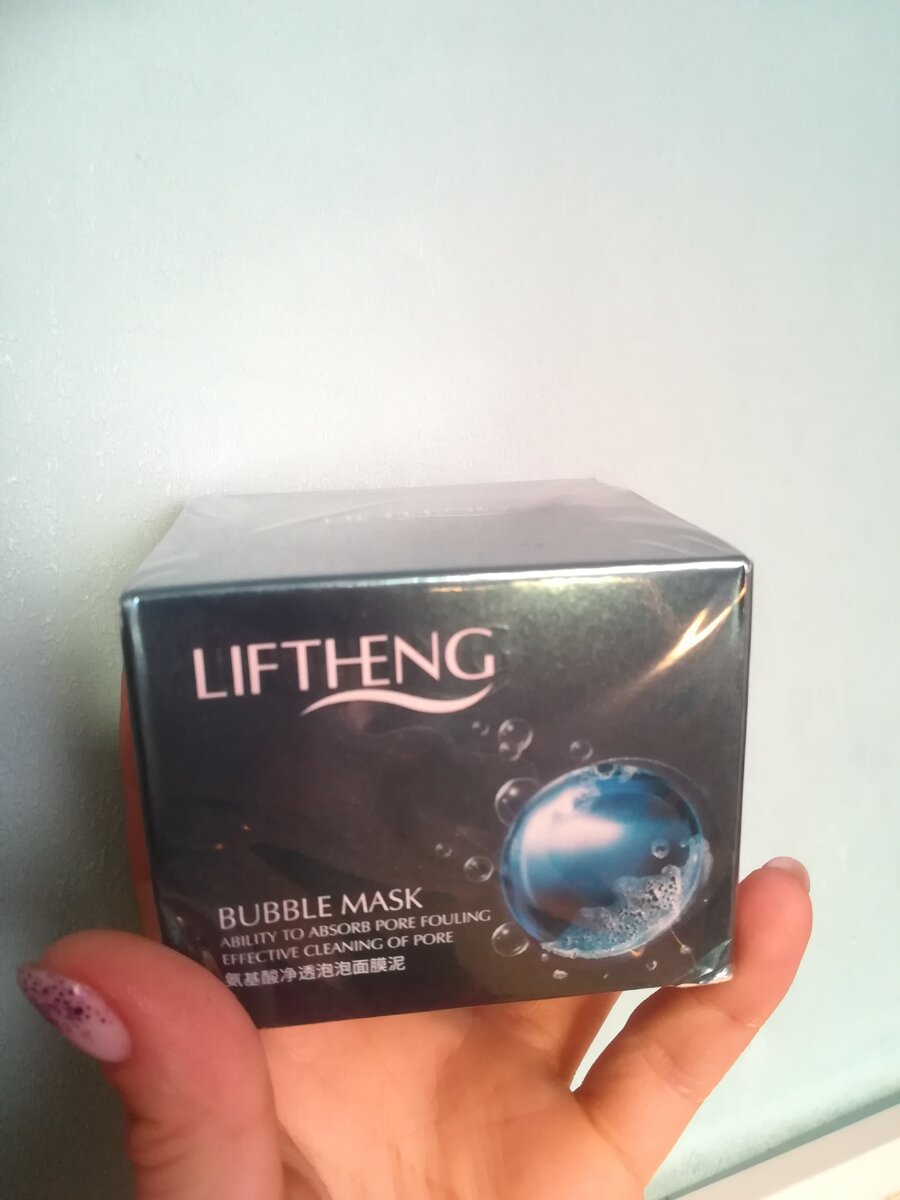 LIFTHENG
BUBBLE MASK
ABILITY TO ABSORB PORE FOULING
EFFECTIVE CLEANING OF PORE
氨基酸净透泡泡面膜泥